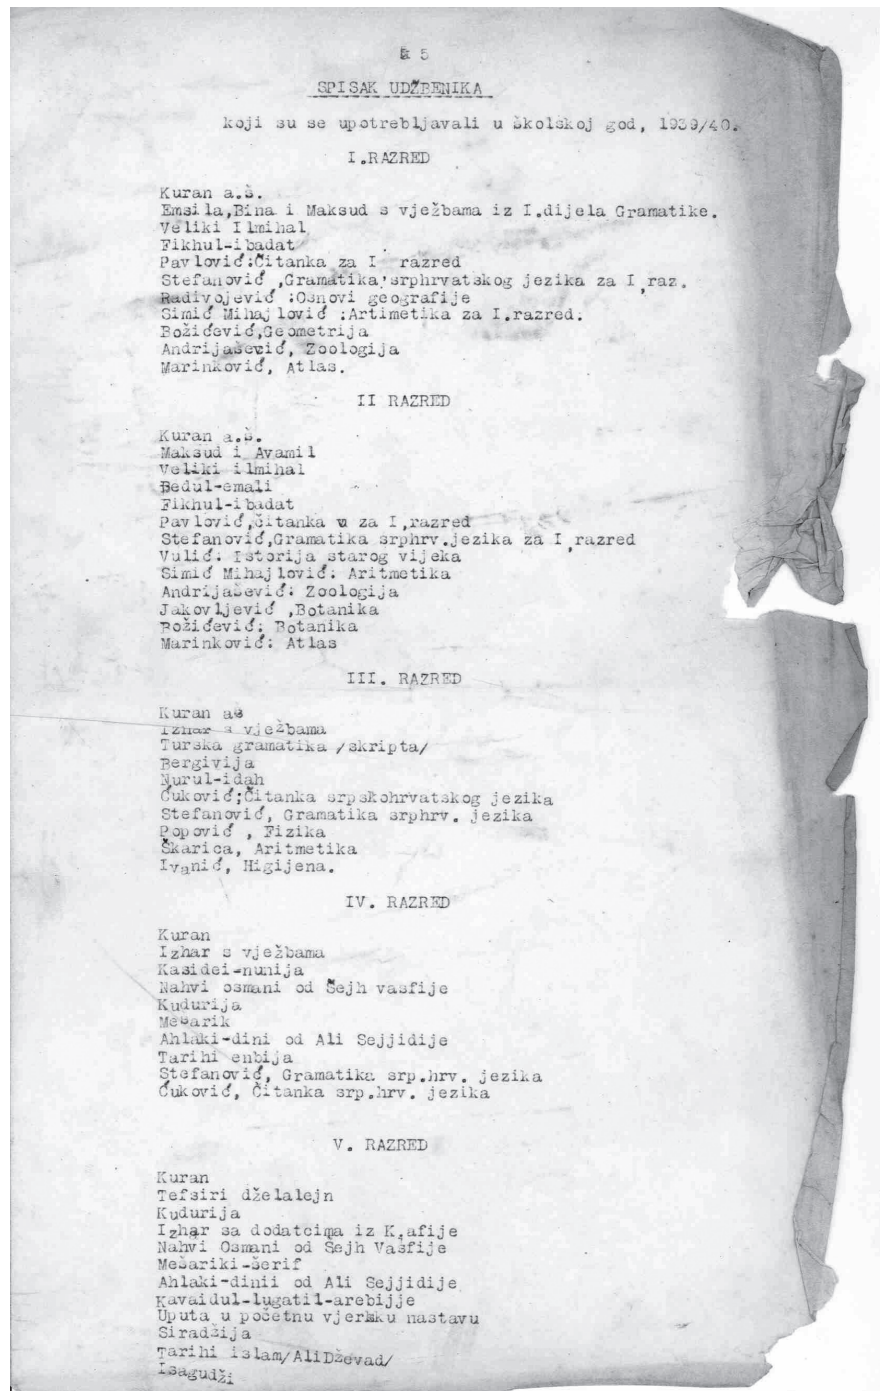 5
SPISAK UDŽBENIKA
koji su se upotrebljavali u školskoj god, 1939/40.
I.RAZRED
Kuran a.š.
Emsila,Bina i Maksud s vježbama iz I.dijela Gramatike.
Veliki Ilmihal
Fikhul-ibadat
Pavlović:Čitanka za I razred
Stefanović ,Gramatika srphrvatskog jezika za I,raz.
Radivojević :Osnovi geografije
Simić Mihajlović :Artimetika za I.razred.
Božidević,Geometrija
Andrijašević, Zoologija
Marinković, Atlas.
II RAZRED
Kuran a.š.
Maksud i Avamil
Veliki ilmihal
Bedul-emali
Fikhul-ibadat
Pavlović,čitanka u za I,razred
Stefanović,Gramatika srphrv.jezika za I,razred
Vulić: Istorija starog vijeka
Simić Mihajlović: Aritmetika
Andrijašević: Zoologija
Jakovljević ,Botanika
Božidević: Botanika
Marinković: Atlas
III. RAZRED
Kuran aš
Izhar s vježbama
Turska gramatika /skripta/
Bergivija
Nurul-idah
Ćuković;Čitanka srpskohrvatskog jezika
Stefanović, Gramatika srphrv. jezika
Popović , Fizika
Škarica, Aritmetika
Ivanić, Higijena.
IV. RAZRED
Kuran
Izhar s vježbama
Kasidei-nunija
Nahvi osmani od Šejh vasfije
Kudurija
Mešarik
Ahlaki-dini od Ali Sejjidije
Tarihi enbija
Stefanović, Gramatika srp.hrv. jezika
Ćuković, Čitanka srp.hrv. jezika
V. RAZRED
Kuran
Tefsiri dželalejn
Kudurija
Izhar sa dodatcima iz K.afije
Nahvi Osmani od Šejh Vasfije
Mešariki-šerif
Ahlaki-dinii od Ali Sejjidije
Kavaidul-lugatil-arebijje
Uputa u početnu vjersku nastavu
Siradžija
Tarihi islam/AliDževad/
Isagudži